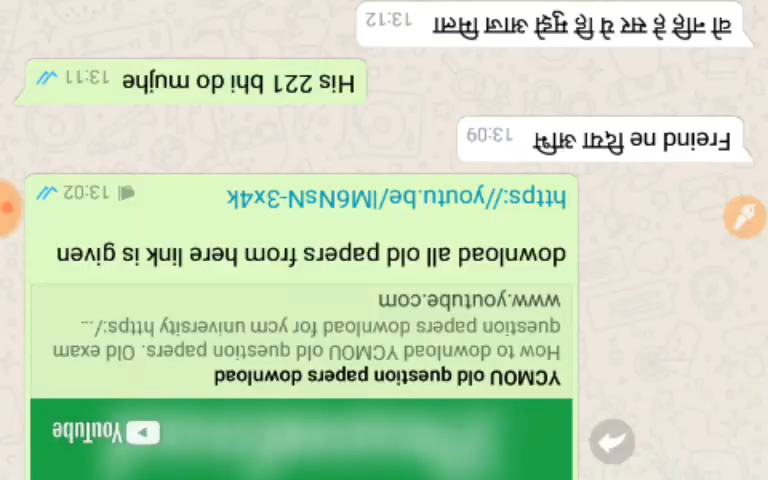 YouTube
YCMOU old question papers download
How to download YCMOU old question papers. Old exam
question papers download for ycm university https:/...
www.youtube.com
download all old papers from here link is given
https://youtu.be/lM6NsN-3x4k
13:02
Freind ne दिया अभि 13:09
His 221 bhi do mujhe 13:11
वो नहि है सर ये हि मुझे आज मिला 13:12